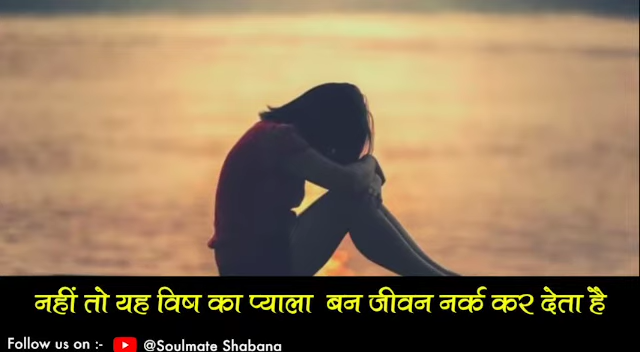 नहीं तो यह विष का प्याला बन जीवन नर्क कर देता है
Follow us on :- @Soulmate Shabana